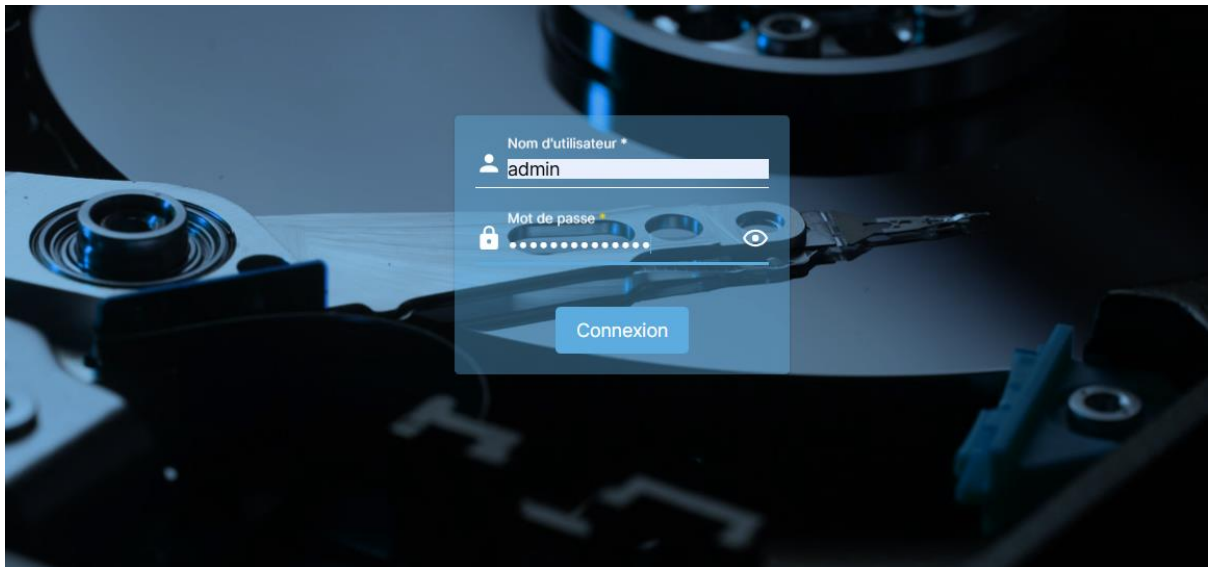 Nom d'utilisateur *
admin
Mot de passe *
••••••••••••••
Connexion